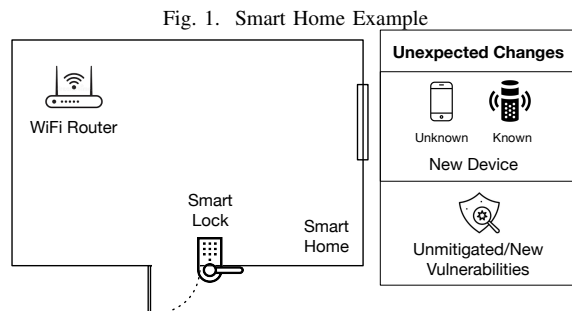 Fig. 1. Smart Home Example
WiFi Router
Smart
Lock
Smart
Home
Unexpected Changes
Unknown
Known
New Device
Unmitigated/New
Vulnerabilities